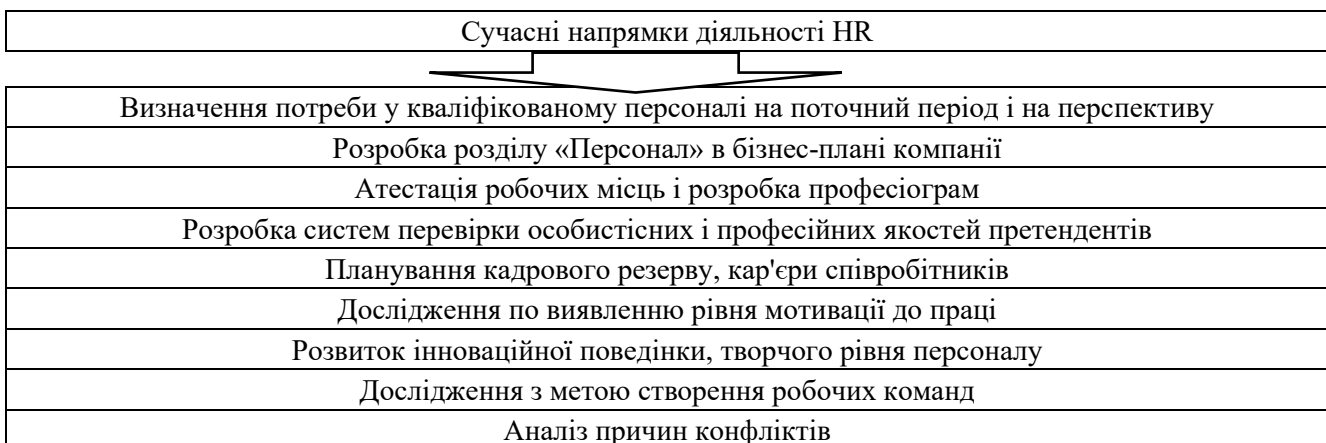 Сучасні напрямки діяльності HR
Визначення потреби у кваліфікованому персоналі на поточний період і на перспективу
Розробка розділу «Персонал» в бізнес-плані компанії
Атестація робочих місць і розробка професіограм
Розробка систем перевірки особистісних і професійних якостей претендентів
Планування кадрового резерву, кар'єри співробітників
Дослідження по виявленню рівня мотивації до праці
Розвиток інноваційної поведінки, творчого рівня персоналу
Дослідження з метою створення робочих команд
Аналіз причин конфліктів